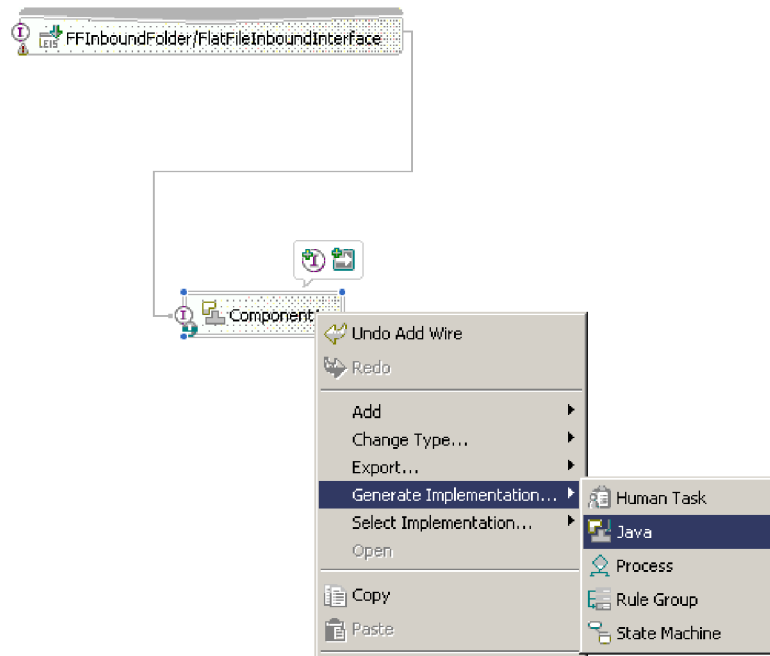 FFInboundFolder/FlatFileInboundInterface
Component
Undo Add Wire
Redo
Add
Change Type...
Export...
Generate Implementation...
Select Implementation...
Open
Copy
Paste
Human Task
Java
Process
Rule Group
State Machine